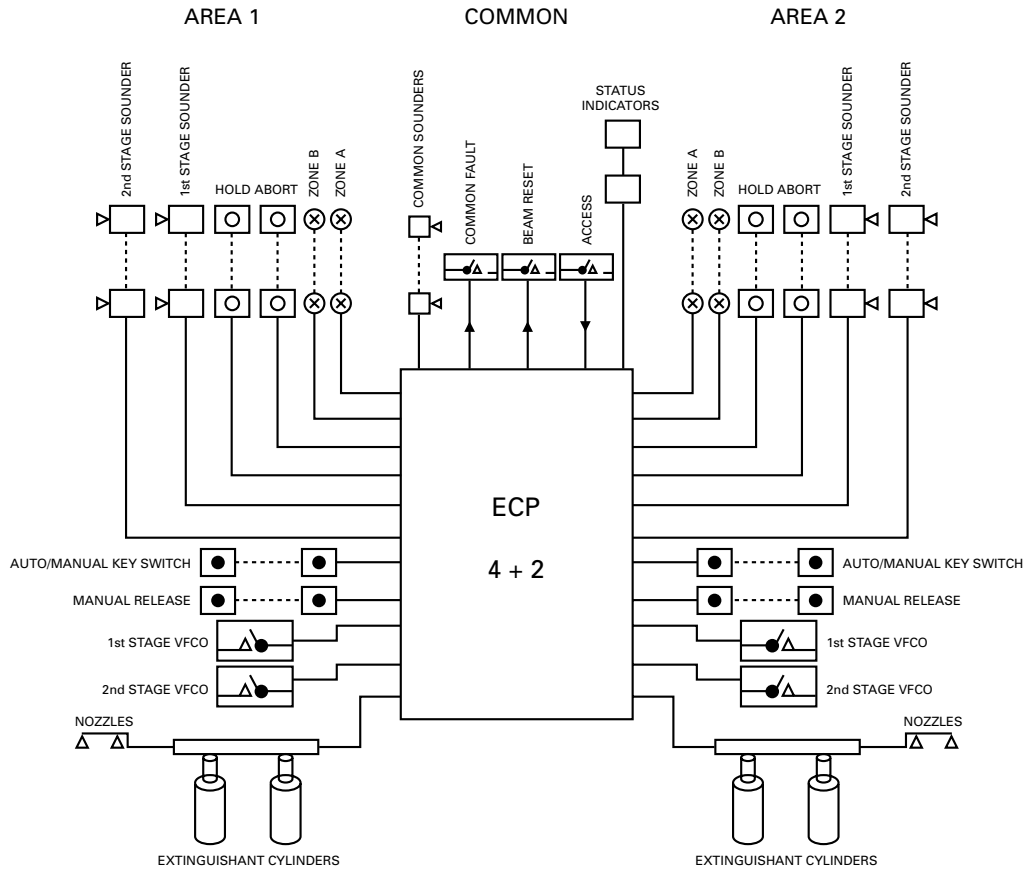 AREA 1
COMMON
AREA 2
2nd STAGE SOUNDER
1st STAGE SOUNDER
HOLD ABORT
ZONE B
ZONE A
COMMON SOUNDERS
COMMON FAULT
BEAM RESET
ACCESS
STATUS
INDICATORS
ZONE A
ZONE B
HOLD ABORT
1st STAGE SOUNDER
2nd STAGE SOUNDER
ECP
4 + 2
AUTO/MANUAL KEY SWITCH
MANUAL RELEASE
1st STAGE VFCO
2nd STAGE VFCO
NOZZLES
EXTINGUISHANT CYLINDERS
AUTO/MANUAL KEY SWITCH
MANUAL RELEASE
1st STAGE VFCO
2nd STAGE VFCO
NOZZLES
EXTINGUISHANT CYLINDERS